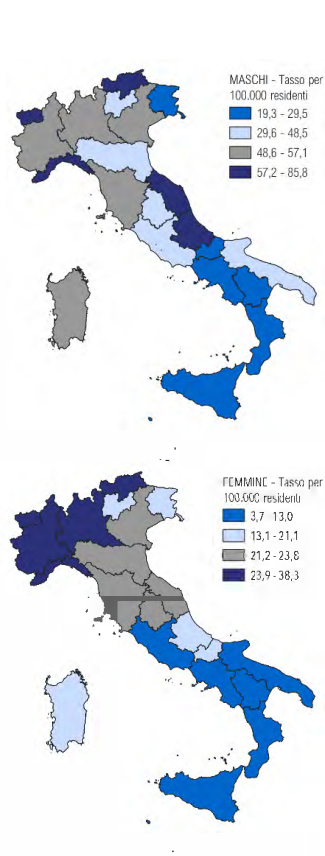 MASCHI - Tasso per
100.000 residenti
19,3 - 29,5
29,6 - 48,5
48,6 - 57,1
57,2 - 85,8
FEMMINE - Tasso per
100.000 residenti
3,7 - 13,0
13,1 - 21,1
21,2 - 23,8
23,9 - 38,3